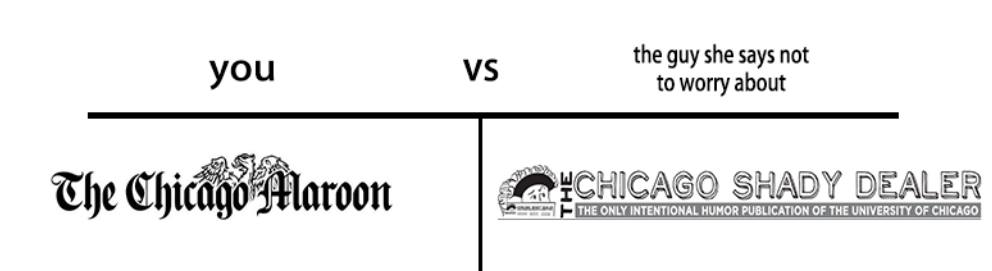 you
vs
the guy she says not
to worry about
The Chicago Maroon
THE CHICAGO SHADY DEALER
THE ONLY INTENTIONAL HUMOR PUBLICATION OF THE UNIVERSITY OF CHICAGO